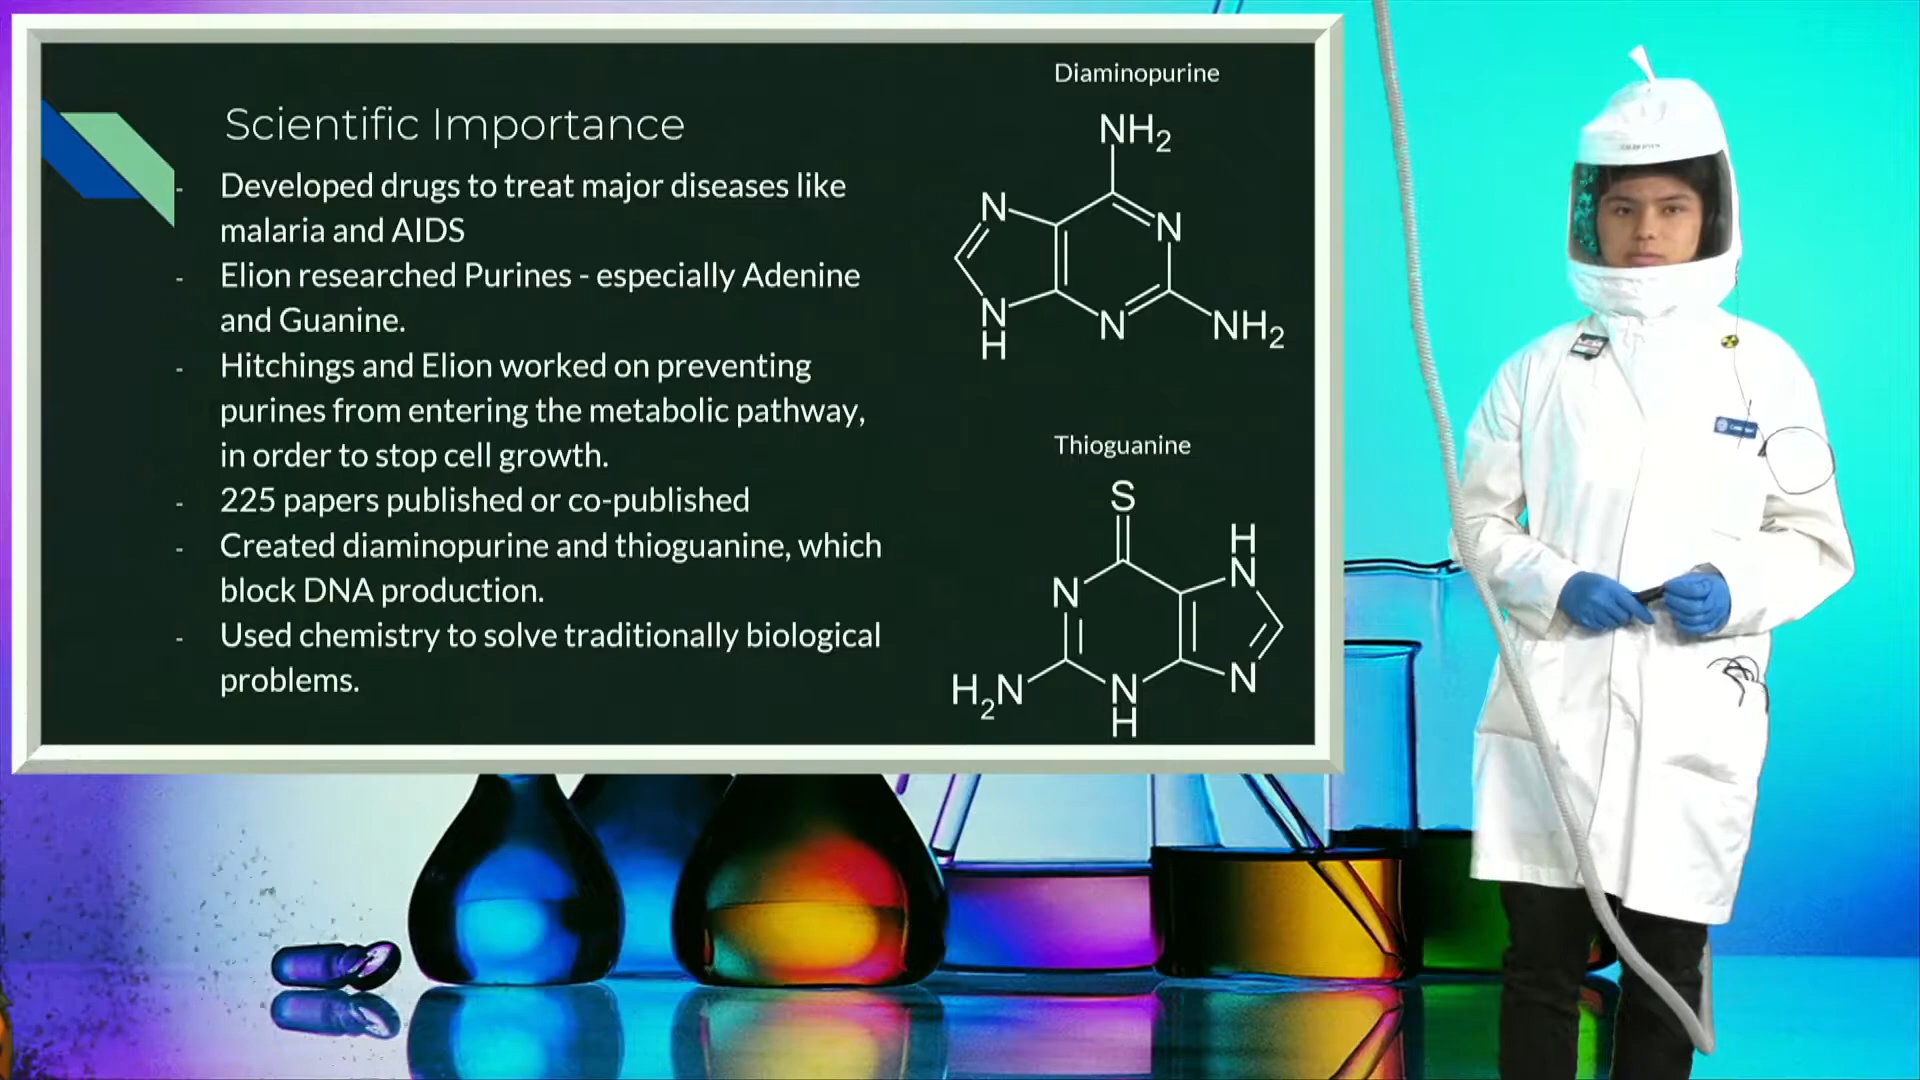 Scientific Importance
- Developed drugs to treat major diseases like
malaria and AIDS
- Elion researched Purines - especially Adenine
and Guanine.
- Hitchings and Elion worked on preventing
purines from entering the metabolic pathway,
in order to stop cell growth.
- 225 papers published or co-published
- Created diaminopurine and thioguanine, which
block DNA production.
- Used chemistry to solve traditionally biological
problems.
Diaminopurine
NH2
N
N
N
H
N
NH2
Thioguanine
S
H
N
N
H2N
N
H
N